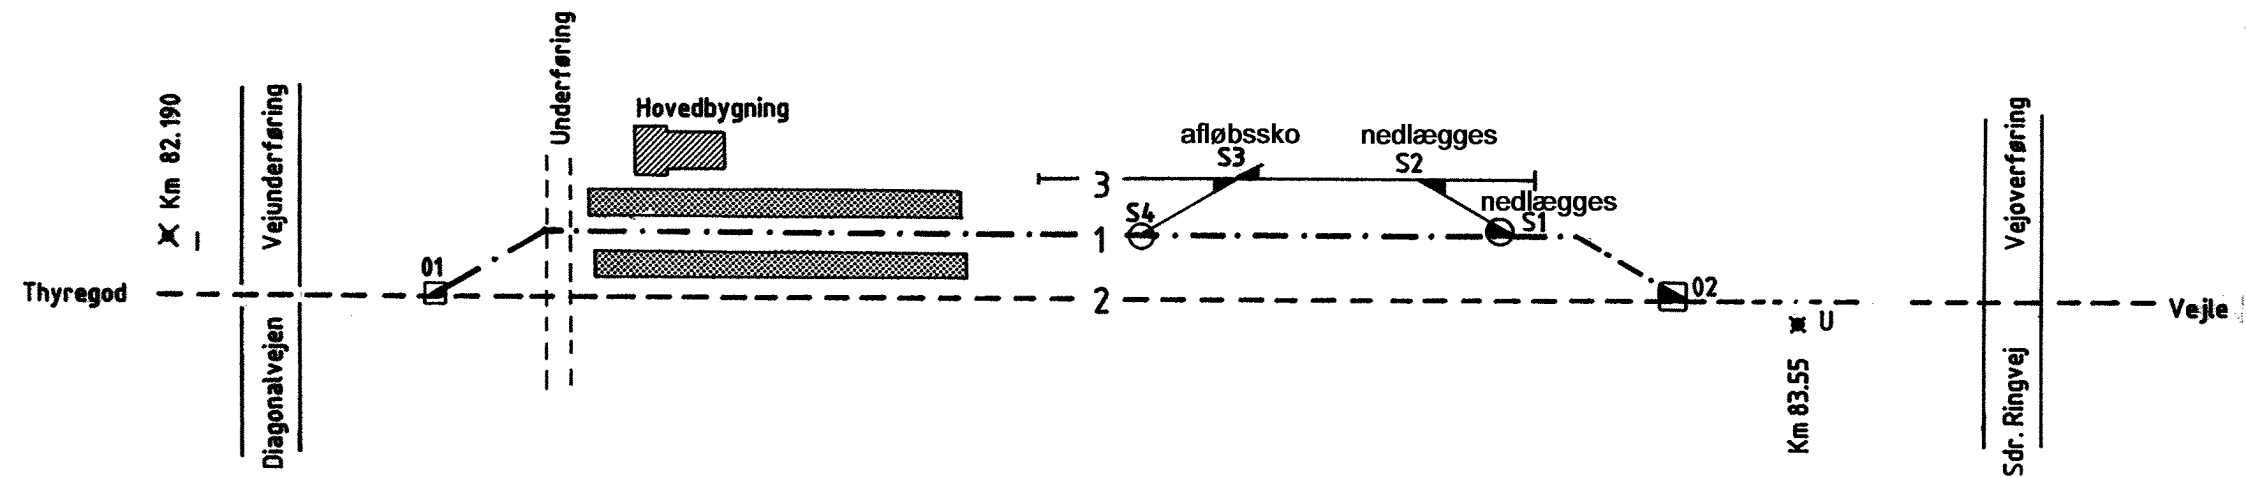 Thyregod
Km 82.190
I
Vejunderføring
Diagonalvejen
01
Underføring
Hovedbygning
3
1
2
afløbssko
S3
S4
nedlægges
S2
nedlægges
S1
02
U
Km 83.55
Vejoverføring
Sdr. Ringvej
Vejle